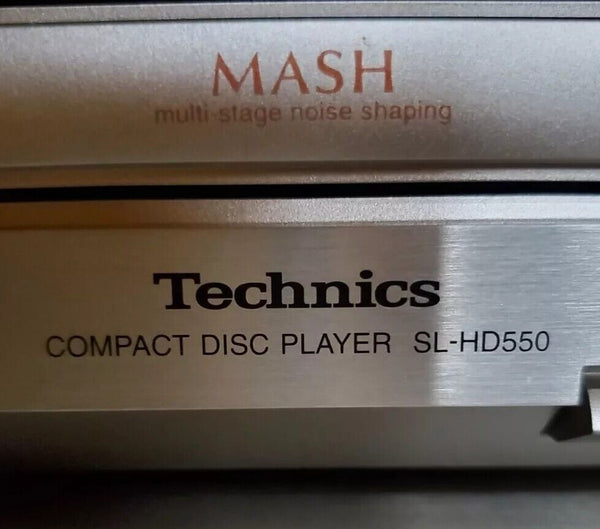 MASH
multi-stage noise shaping
Technics
COMPACT DISC PLAYER SL-HD550